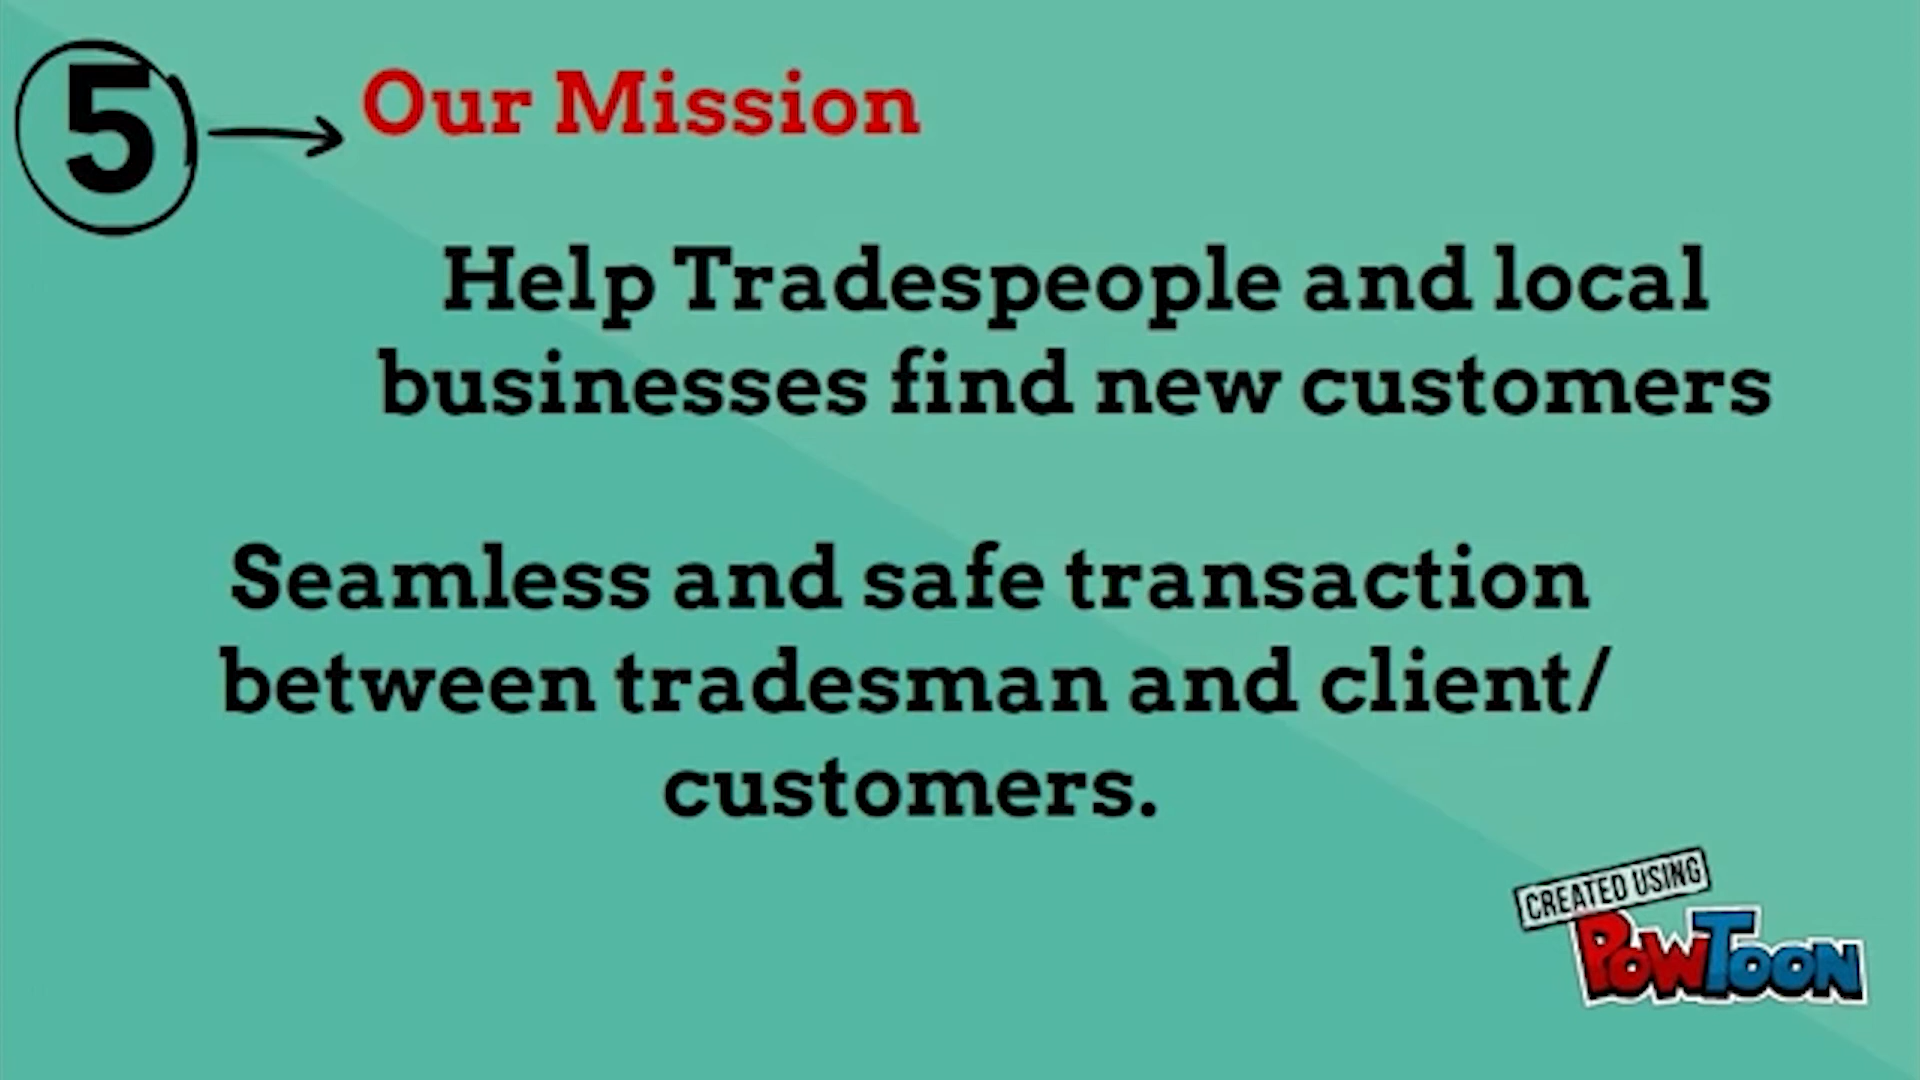 5
Our Mission
Help Tradespeople and local
businesses find new customers
Seamless and safe transaction
between tradesman and client/
customers.
CREATED USING
POWTOON